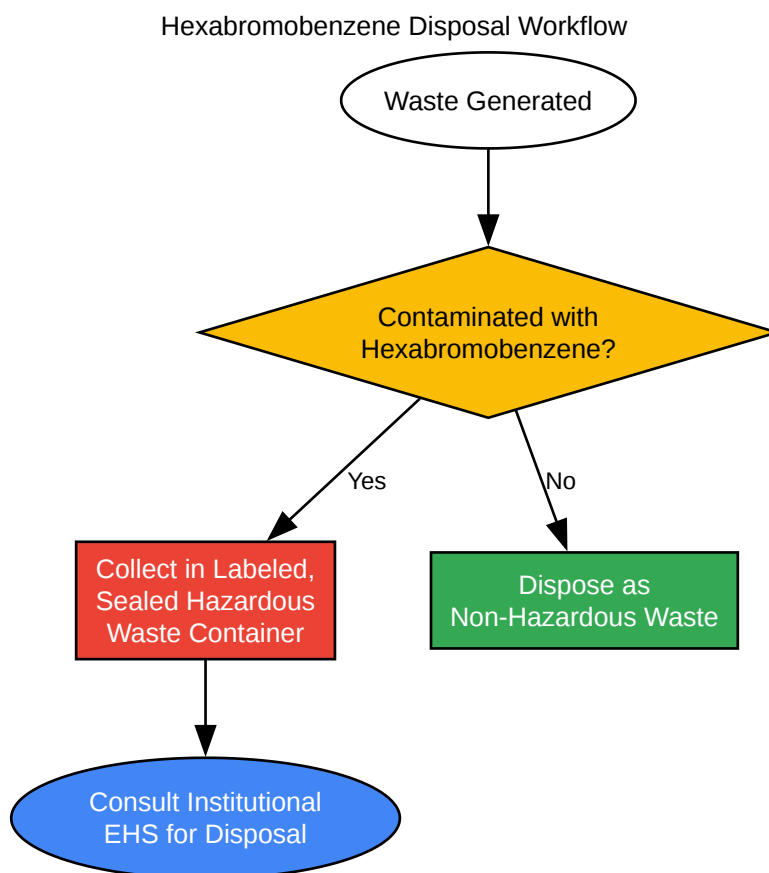 Hexabromobenzene Disposal Workflow
Waste Generated
Contaminated with
Hexabromobenzene?
Yes
No
Collect in Labeled,
Sealed Hazardous
Waste Container
Dispose as
Non-Hazardous Waste
Consult Institutional
EHS for Disposal